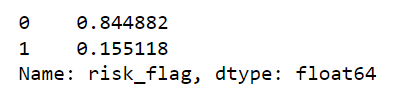 0    0.844882
1    0.155118
Name: risk_flag, dtype: float64